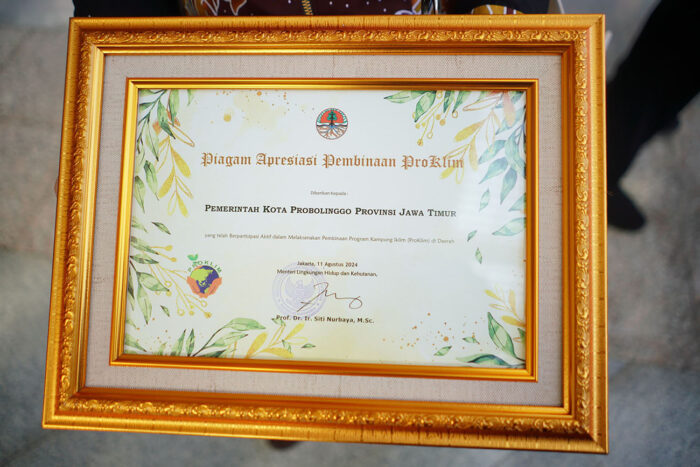 Piagam Apresiasi Pembinaan ProKlim
Diberikan Kepada :
PEMERINTAH KOTA PROBOLINGGO PROVINSI JAWA TIMUR
yang telah Berpartisipasi Aktif dalam Melaksanakan Pembinaan Program Kampung Iklim (ProKlim) di Daerah
Jakarta, 11 Agustus 2024
Menteri Lingkungan Hidup dan Kehutanan,
PROKLIM
Prof. Dr. Ir. Siti Nurbaya, M.Sc.